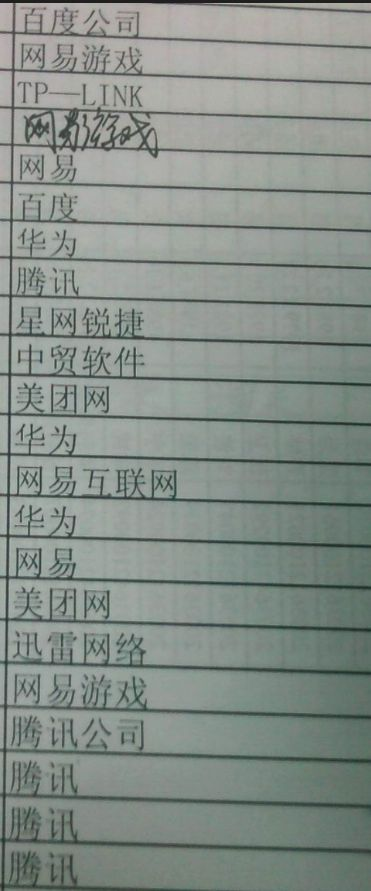 百度公司
网易游戏
TP—LINK
网易游戏
网易
百度
华为
腾讯
星网锐捷
中贸软件
美团网
华为
网易互联网
华为
网易
美团网
迅雷网络
网易游戏
腾讯公司
腾讯
腾讯
腾讯